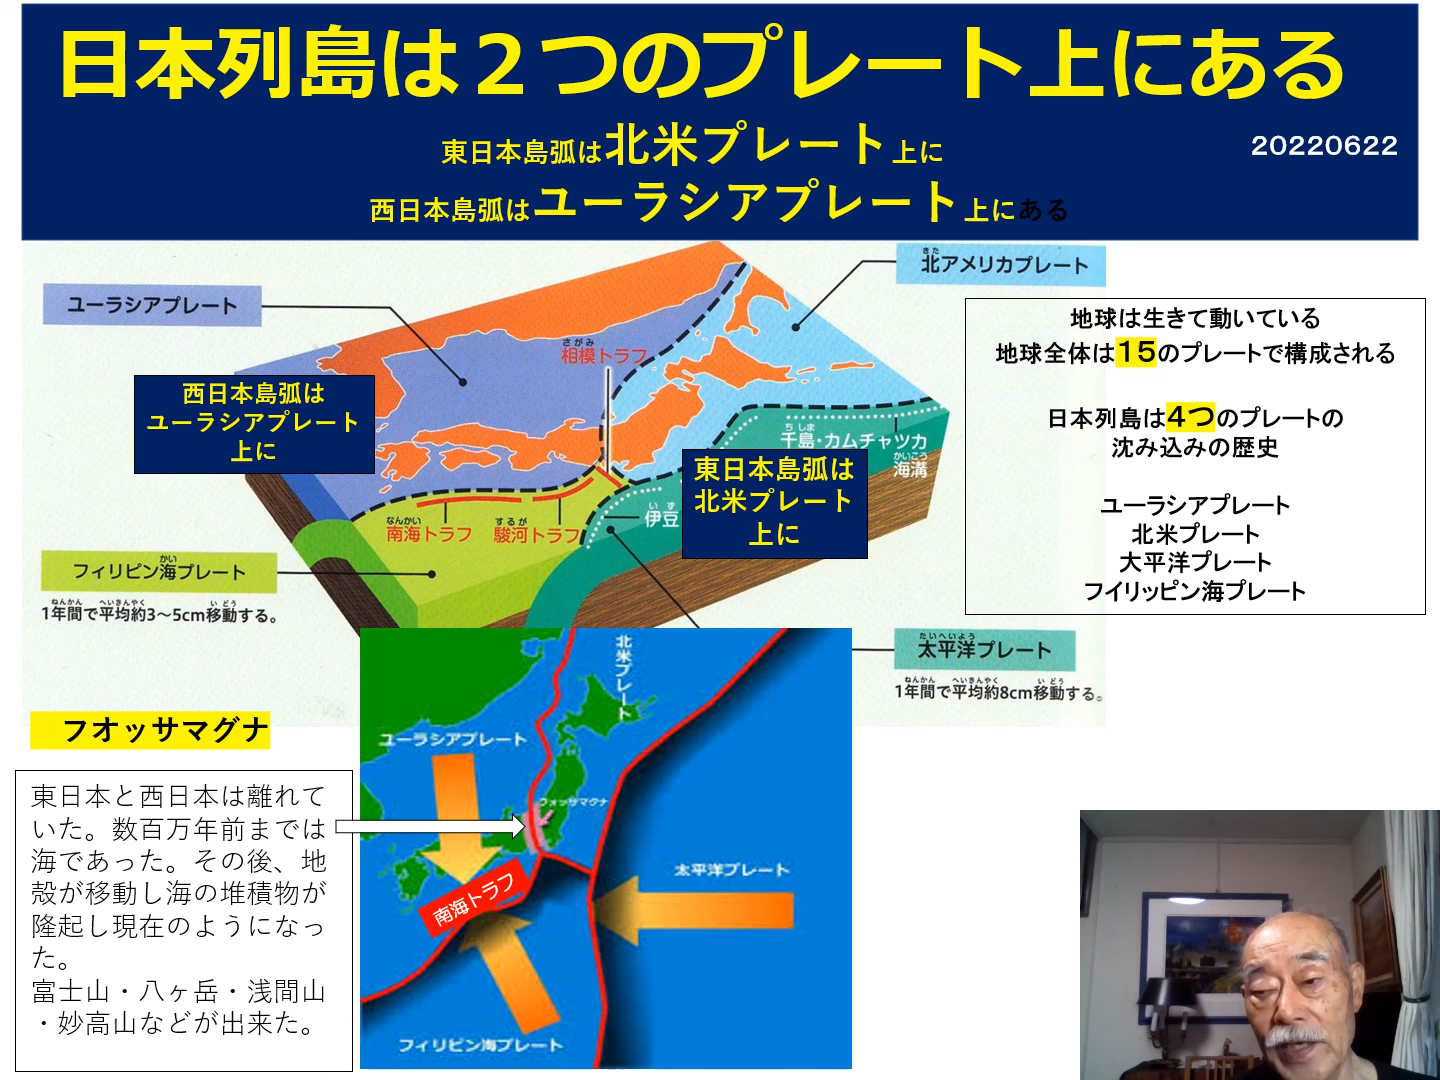 日本列島は２つのプレート上にある
東日本島弧は北米プレート上に
20220622
西日本島弧はユーラシアプレート上にある
ユーラシアプレート
きた
北アメリカプレート
さがみ
相模トラフ
西日本島弧は
ユーラシアプレート
上に
ちしま
千島・カムチャツカ
かいこう
海溝
東日本島弧は
北米プレート
上に
いず
伊豆
なんかい
南海トラフ
するが
駿河トラフ
かい
フィリピン海プレート
ねんかん へいきんやく いどう
1年間で平均約3〜5cm移動する。
地球は生きて動いている
地球全体は15のプレートで構成される
日本列島は4つのプレートの
沈み込みの歴史
ユーラシアプレート
北米プレート
大平洋プレート
フイリッピン海プレート
たいへいよう
太平洋プレート
ねんかん へいきんやく いどう
1年間で平均約8cm移動する。
フオッサマグナ
東日本と西日本は離れて
いた。数百万年前までは
海であった。その後、地
殻が移動し海の堆積物が
隆起し現在のようになっ
た。
富士山・八ヶ岳・浅間山
・妙高山などが出来た。
北米プレート
ユーラシアプレート
フォッサマグナ
太平洋プレート
南海トラフ
フィリピン海プレート